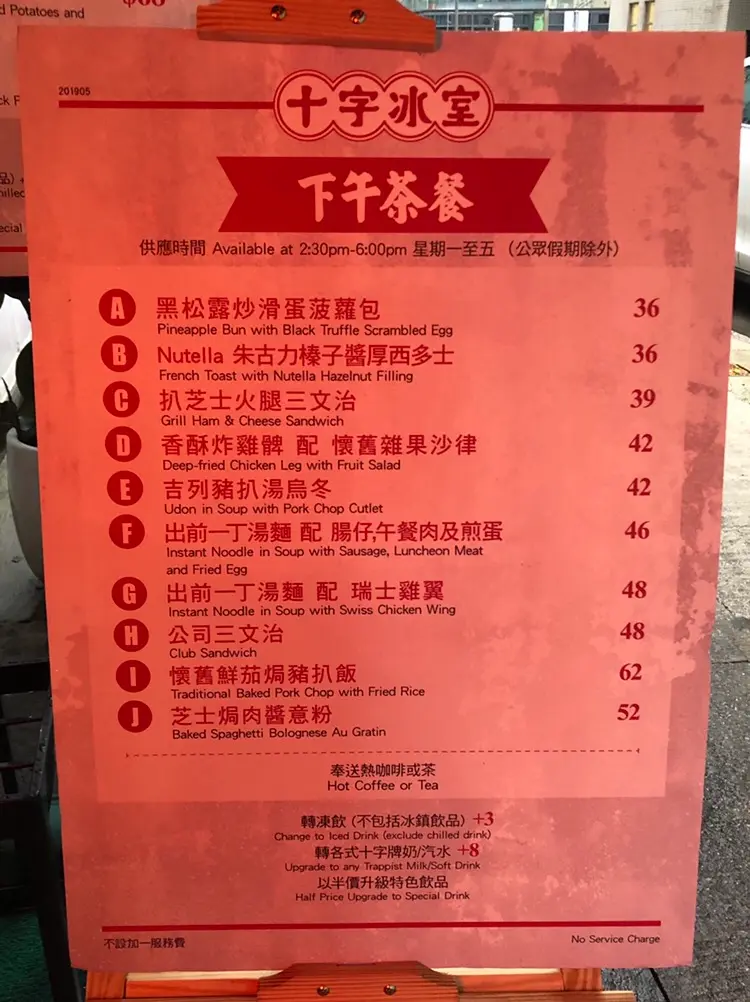 d Potatoes and
201905
十字冰室
下午茶餐
供應時間 Available at 2:30pm-6:00pm 星期一至五 （公眾假期除外）
A 黑松露炒滑蛋菠蘿包 36
Pineapple Bun with Black Truffle Scrambled Egg
B Nutella 朱古力榛子醬厚西多士 36
French Toast with Nutella Hazelnut Filling
C 扒芝士火腿三文治 39
Grill Ham & Cheese Sandwich
D 香酥炸雞髀 配 懷舊雜果沙律 42
Deep-fried Chicken Leg with Fruit Salad
E 吉列豬扒湯烏冬 42
Udon in Soup with Pork Chop Cutlet
F 出前一丁湯麵 配 腸仔,午餐肉及煎蛋 46
Instant Noodle in Soup with Sausage, Luncheon Meat
and Fried Egg
G 出前一丁湯麵 配 瑞士雞翼 48
Instant Noodle in Soup with Swiss Chicken Wing
H 公司三文治 48
Club Sandwich
I 懷舊鮮茄焗豬扒飯 62
Traditional Baked Pork Chop with Fried Rice
J 芝士焗肉醬意粉 52
Baked Spaghetti Bolognese Au Gratin
奉送熱咖啡或茶
Hot Coffee or Tea
轉凍飲 (不包括冰鎮飲品) +3
Change to Iced Drink (exclude chilled drink)
轉各式十字牌奶/汽水 +8
Upgrade to any Trappist Milk/Soft Drink
以半價升級特色飲品
Half Price Upgrade to Special Drink
不設加一服務費 No Service Charge